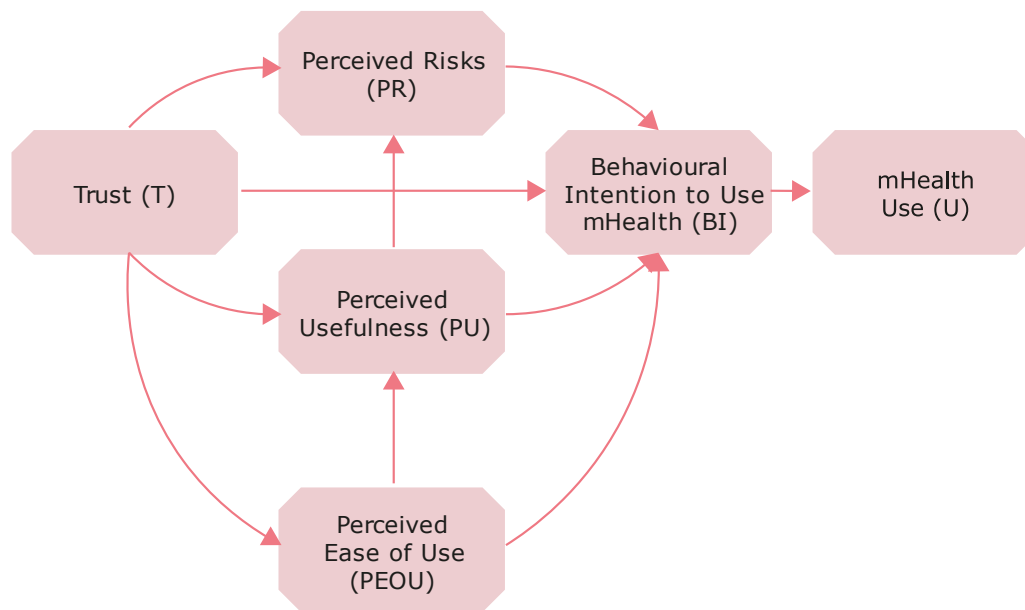 Perceived Risks
(PR)
Trust (T)
Behavioural
Intention to Use
mHealth (BI)
mHealth
Use (U)
Perceived
Usefulness (PU)
Perceived
Ease of Use
(PEOU)